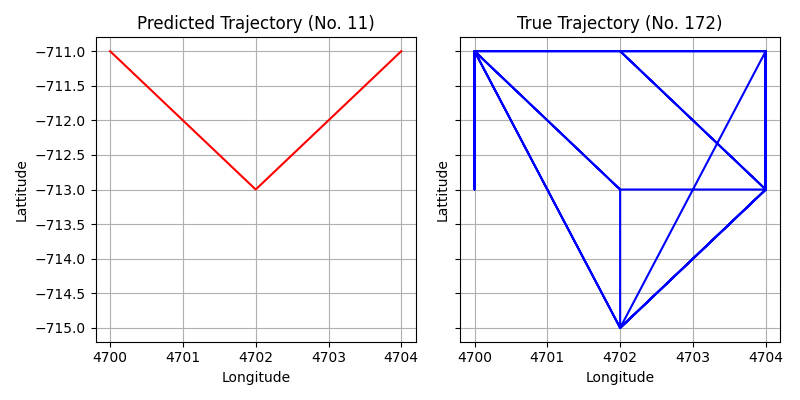 Predicted Trajectory (No. 11)
−711.0
−711.5
−712.0
−712.5
−713.0
−713.5
−714.0
−714.5
−715.0
Lattitude
4700 4701 4702 4703 4704
Longitude
True Trajectory (No. 172)
Lattitude
4700 4701 4702 4703 4704
Longitude